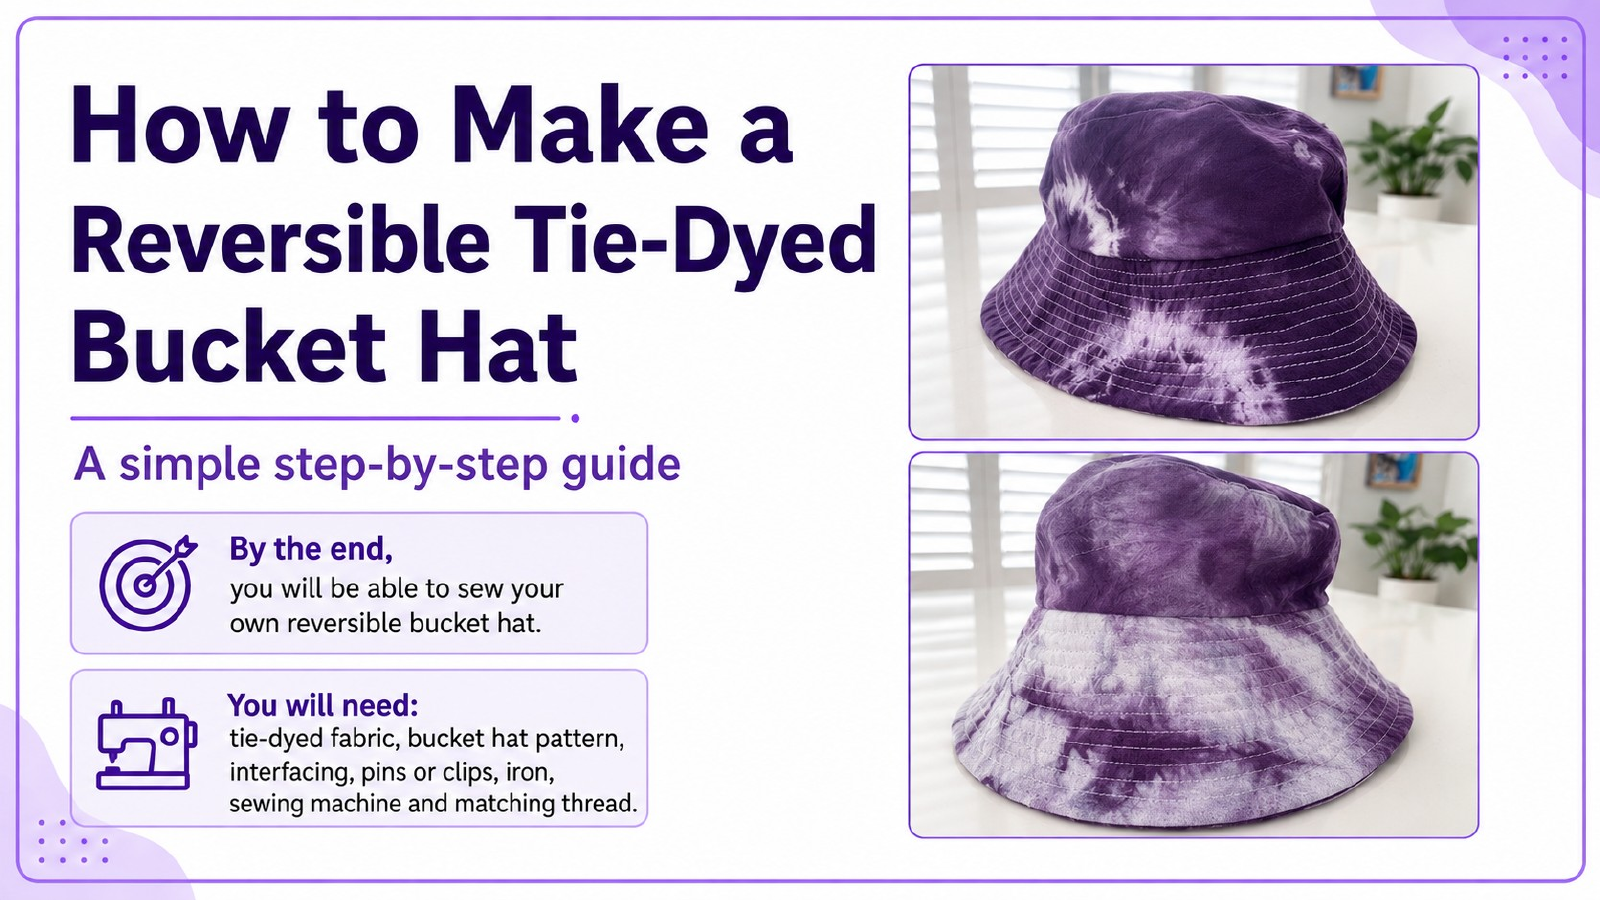 How to Make a
Reversible Tie-Dyed
Bucket Hat
A simple step-by-step guide
By the end,
you will be able to sew your
own reversible bucket hat.
You will need:
tie-dyed fabric, bucket hat pattern,
interfacing, pins or clips, iron,
sewing machine and matching thread.